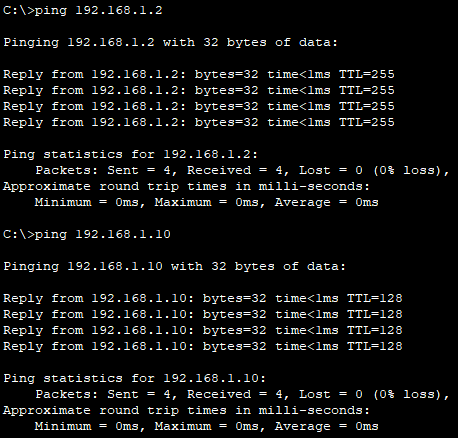 C:\>ping 192.168.1.2
Pinging 192.168.1.2 with 32 bytes of data:
Reply from 192.168.1.2: bytes=32 time<1ms TTL=255
Reply from 192.168.1.2: bytes=32 time<1ms TTL=255
Reply from 192.168.1.2: bytes=32 time<1ms TTL=255
Reply from 192.168.1.2: bytes=32 time<1ms TTL=255
Ping statistics for 192.168.1.2:
    Packets: Sent = 4, Received = 4, Lost = 0 (0% loss),
Approximate round trip times in milli-seconds:
    Minimum = 0ms, Maximum = 0ms, Average = 0ms
C:\>ping 192.168.1.10
Pinging 192.168.1.10 with 32 bytes of data:
Reply from 192.168.1.10: bytes=32 time<1ms TTL=128
Reply from 192.168.1.10: bytes=32 time<1ms TTL=128
Reply from 192.168.1.10: bytes=32 time<1ms TTL=128
Reply from 192.168.1.10: bytes=32 time<1ms TTL=128
Ping statistics for 192.168.1.10:
    Packets: Sent = 4, Received = 4, Lost = 0 (0% loss),
Approximate round trip times in milli-seconds:
    Minimum = 0ms, Maximum = 0ms, Average = 0ms